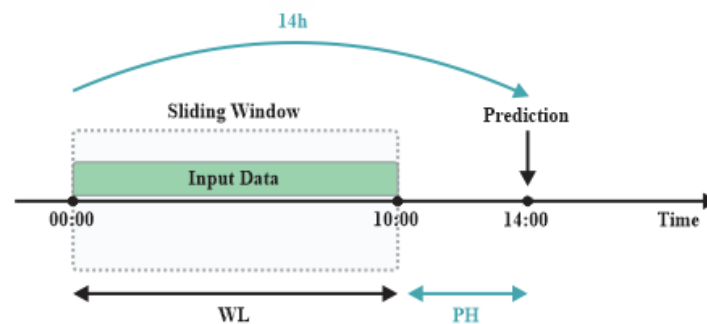 14h
Sliding Window
Prediction
Input Data
00:00
10:00
14:00
Time
WL
PH